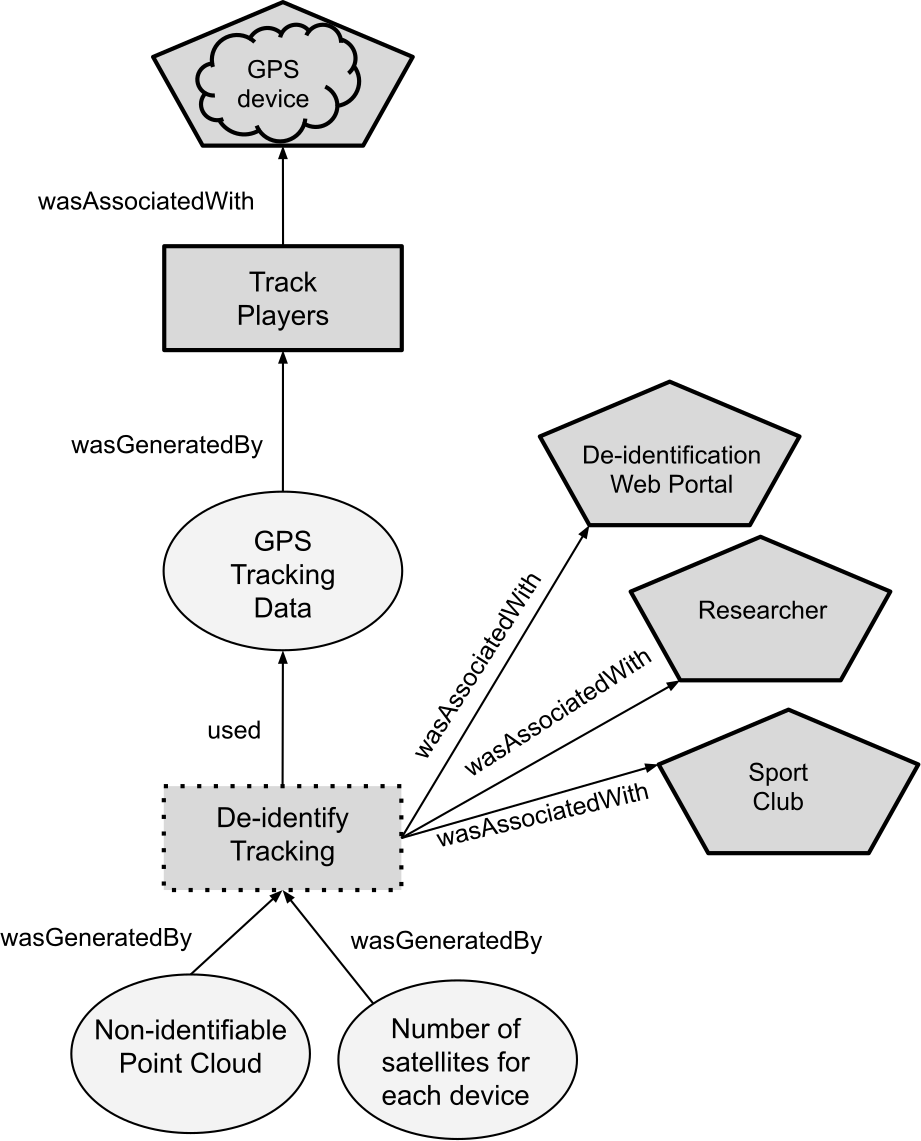 GPS
device
wasAssociatedWith
Track
Players
wasGeneratedBy
De-identification
Web Portal
GPS
Tracking
Data
wasAssociatedWith
Researcher
wasAssociatedWith
used
Sport
Club
wasAssociatedWith
De-identify
Tracking
wasGeneratedBy
wasGeneratedBy
Non-identifiable
Point Cloud
Number of
satellites for
each device